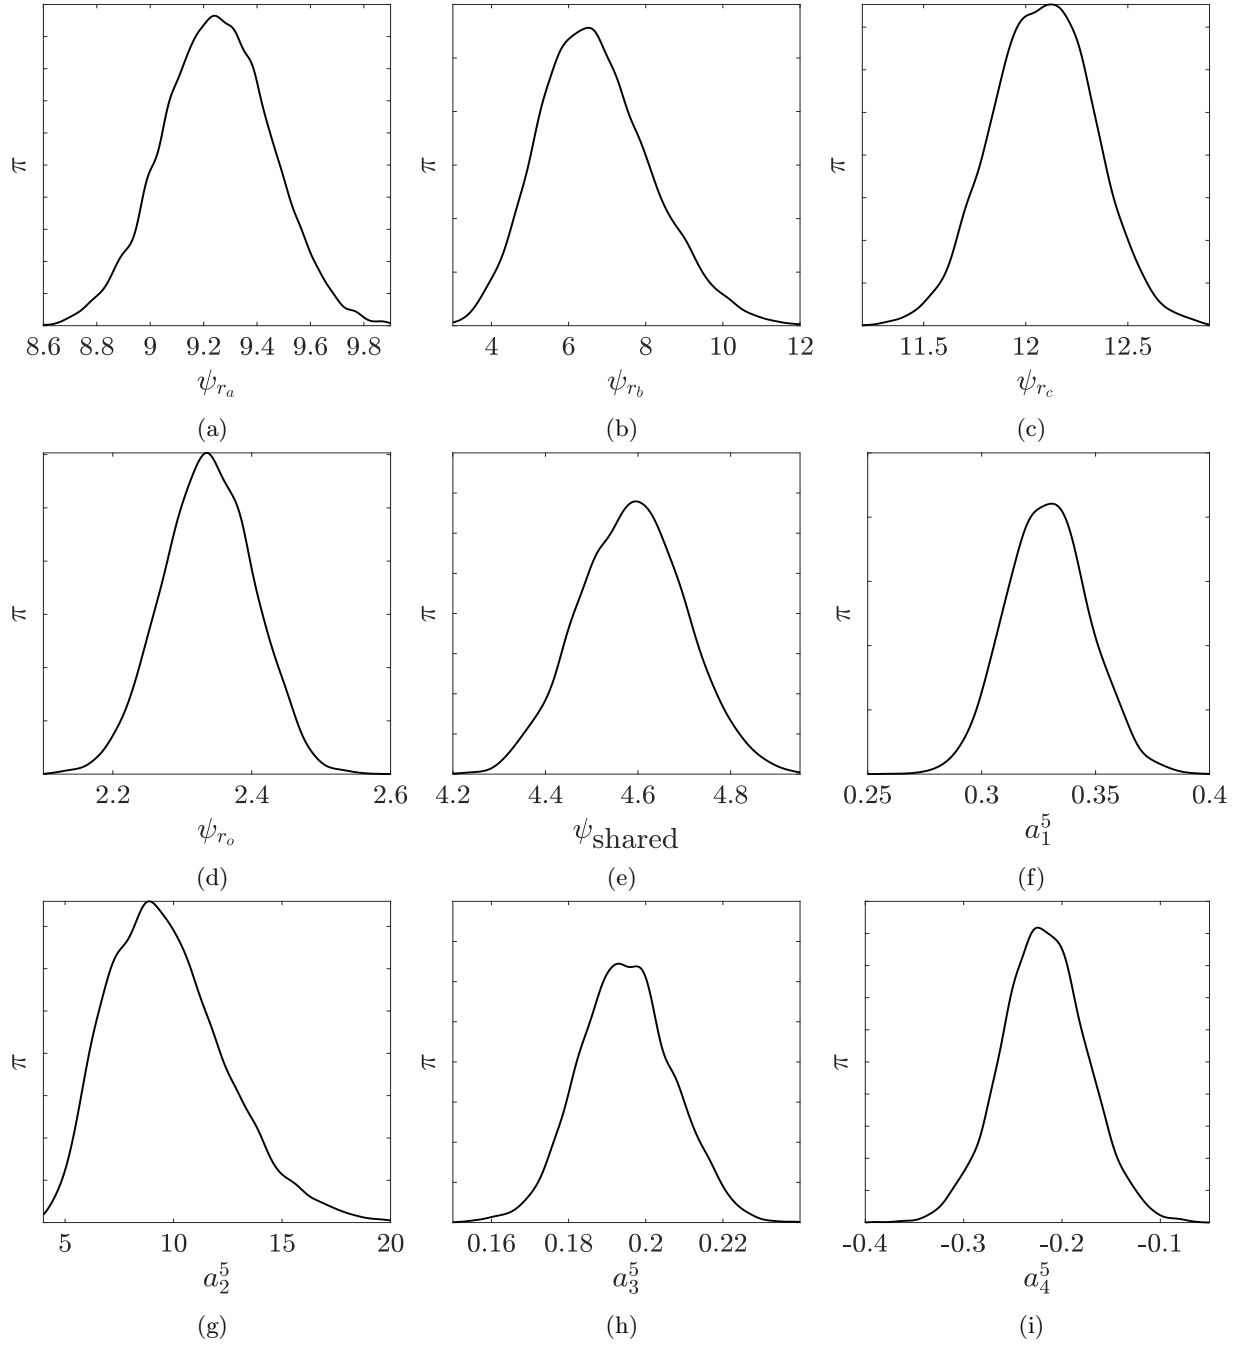 π π π
8.6 8.8 9 9.2 9.4 9.6 9.8 4 6 8 10 12 11.5 12 12.5
ψ_{r_a} ψ_{r_b} ψ_{r_c}
(a) (b) (c)
π π π
2.2 2.4 2.6 4.2 4.4 4.6 4.8 0.25 0.3 0.35 0.4
ψ_{r_o} ψ_{shared} a_1^5
(d) (e) (f)
π π π
5 10 15 20 0.16 0.18 0.2 0.22 -0.4 -0.3 -0.2 -0.1
a_2^5 a_3^5 a_4^5
(g) (h) (i)